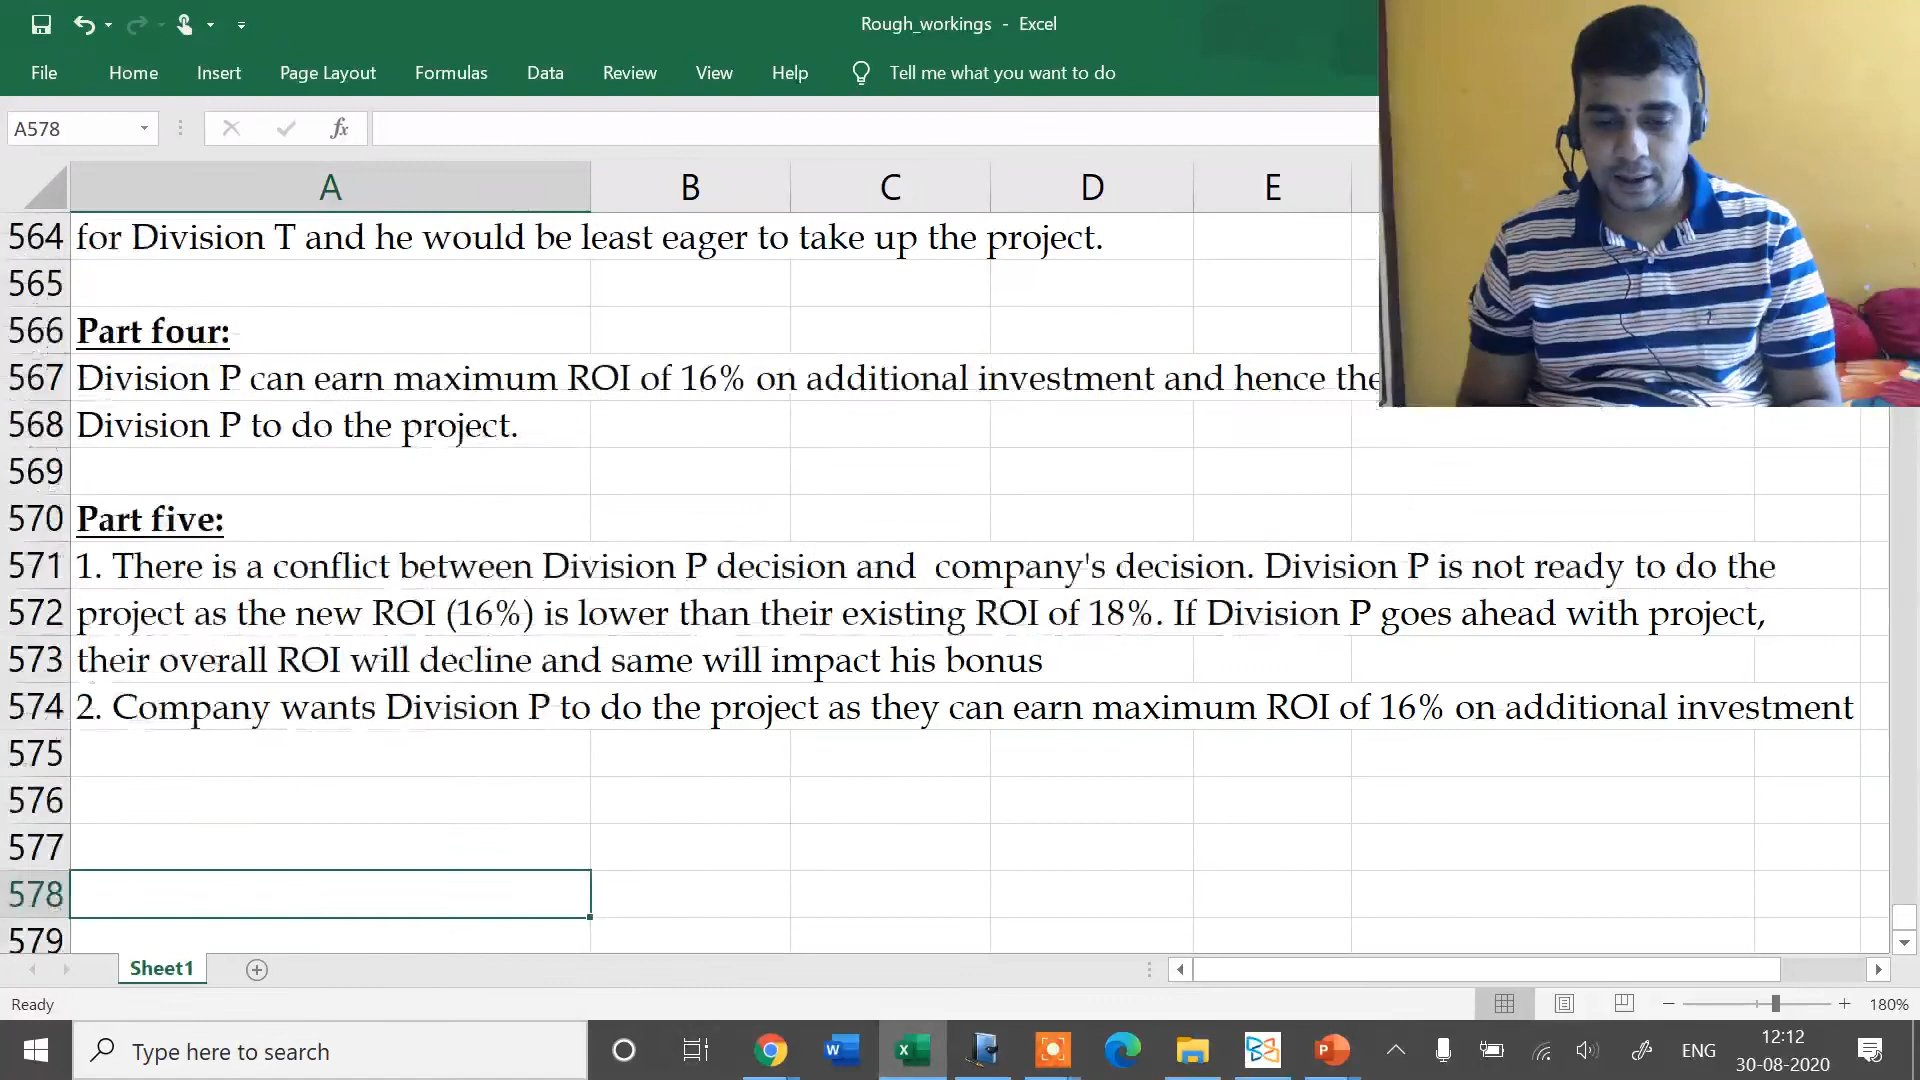 Rough_workings - Excel
File Home Insert Page Layout Formulas Data Review View Help Tell me what you want to do
A578 fx
A B C D E
564 for Division T and he would be least eager to take up the project.
565
566 Part four:
567 Division P can earn maximum ROI of 16% on additional investment and hence the
568 Division P to do the project.
569
570 Part five:
571 1. There is a conflict between Division P decision and company's decision. Division P is not ready to do the
572 project as the new ROI (16%) is lower than their existing ROI of 18%. If Division P goes ahead with project,
573 their overall ROI will decline and same will impact his bonus
574 2. Company wants Division P to do the project as they can earn maximum ROI of 16% on additional investment
575
576
577
578
579
Sheet1
Ready 180%
Type here to search
W X P
ENG
12:12
30-08-2020